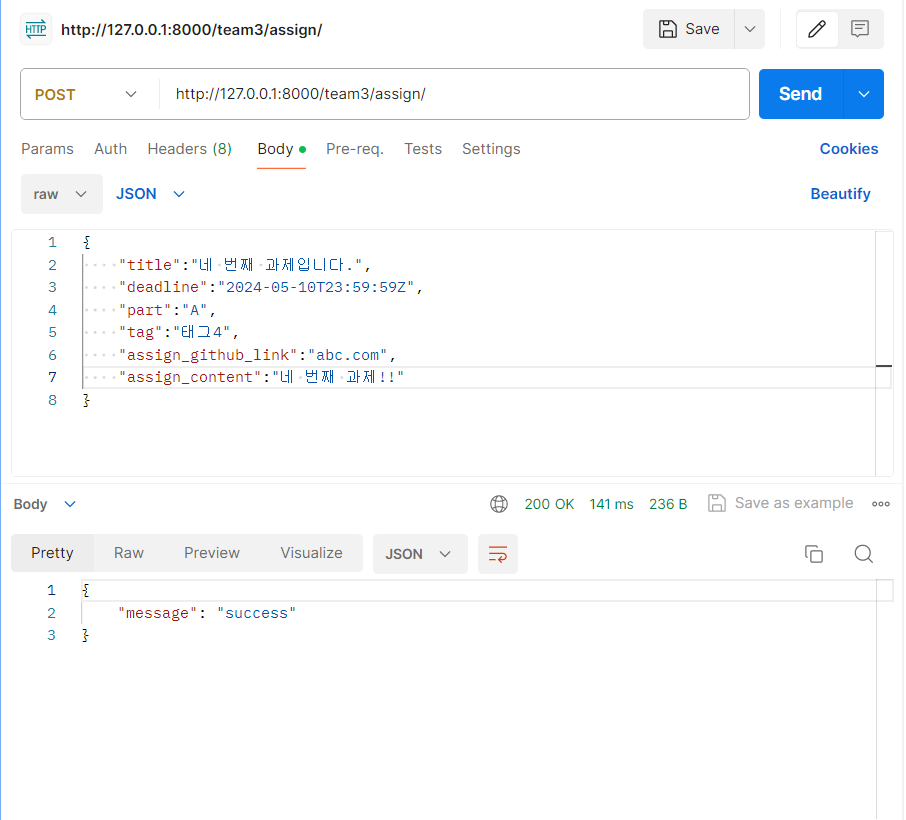 HTTP http://127.0.0.1:8000/team3/assign/ Save
POST http://127.0.0.1:8000/team3/assign/ Send
Params Auth Headers (8) Body Pre-req. Tests Settings Cookies
raw JSON Beautify
1 {
2 "title":"네 번째 과제입니다.",
3 "deadline":"2024-05-10T23:59:59Z",
4 "part":"A",
5 "tag":"태그4",
6 "assign_github_link":"abc.com",
7 "assign_content":"네 번째 과제!!"
8 }
Body 200 OK 141 ms 236 B Save as example
Pretty Raw Preview Visualize JSON
1 {
2 "message": "success"
3 }